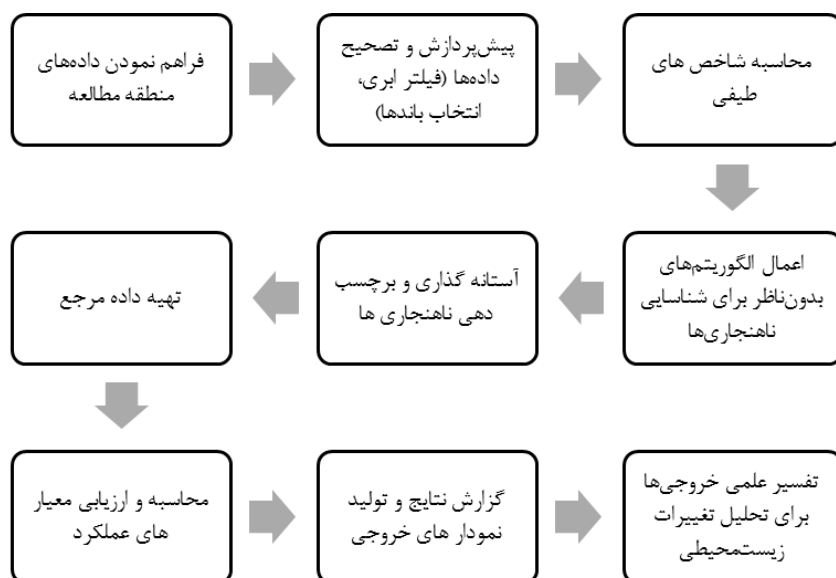 فراهم نمودن داده‌های
منطقه مطالعه
پیش‌پردازش و تصحیح
داده‌ها (فیلتر ابری،
انتخاب باندها)
محاسبه شاخص های
طیفی
اعمال الگوریتم‌های
بدون‌ناظر برای شناسایی
ناهنجاری‌ها
آستانه گذاری و برچسب
دهی ناهنجاری ها
تهیه داده مرجع
محاسبه و ارزیابی معیار
های عملکرد
گزارش نتایج و تولید
نمودار های خروجی
تفسیر علمی خروجی‌ها
برای تحلیل تغییرات
زیست‌محیطی